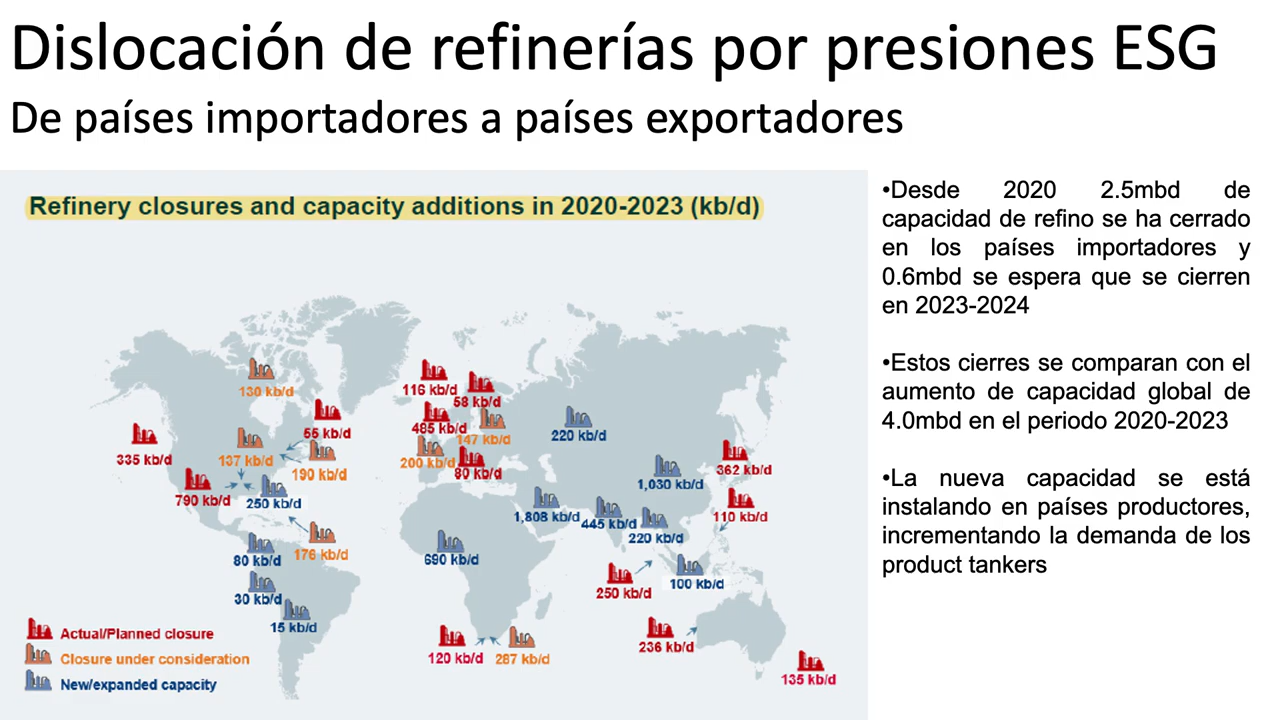 Dislocación de refinerías por presiones ESG
De países importadores a países exportadores
Refinery closures and capacity additions in 2020-2023 (kb/d)
130 kb/d
116 kb/d
58 kb/d
55 kb/d
485 kb/d
147 kb/d
220 kb/d
335 kb/d
137 kb/d
190 kb/d
200 kb/d
80 kb/d
362 kb/d
1,030 kb/d
790 kb/d
250 kb/d
1,808 kb/d
445 kb/d
110 kb/d
220 kb/d
80 kb/d
176 kb/d
690 kb/d
30 kb/d
250 kb/d
100 kb/d
15 kb/d
120 kb/d
287 kb/d
236 kb/d
135 kb/d
Actual/Planned closure
Closure under consideration
New/expanded capacity
•Desde 2020 2.5mbd de
capacidad de refino se ha cerrado
en los países importadores y
0.6mbd se espera que se cierren
en 2023-2024
•Estos cierres se comparan con el
aumento de capacidad global de
4.0mbd en el periodo 2020-2023
•La nueva capacidad se está
instalando en países productores,
incrementando la demanda de los
product tankers